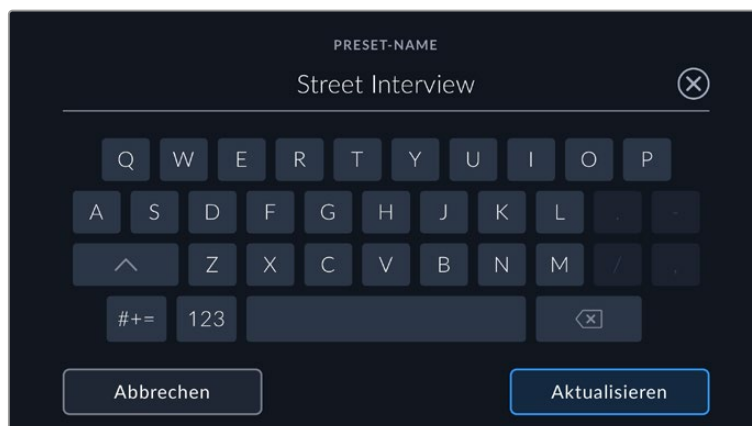 PRESET-NAME
Street Interview
Q W E R T Y U I O P
A S D F G H J K L . -
Z X C V B N M / ,
#+= 123
Abbrechen Aktualisieren